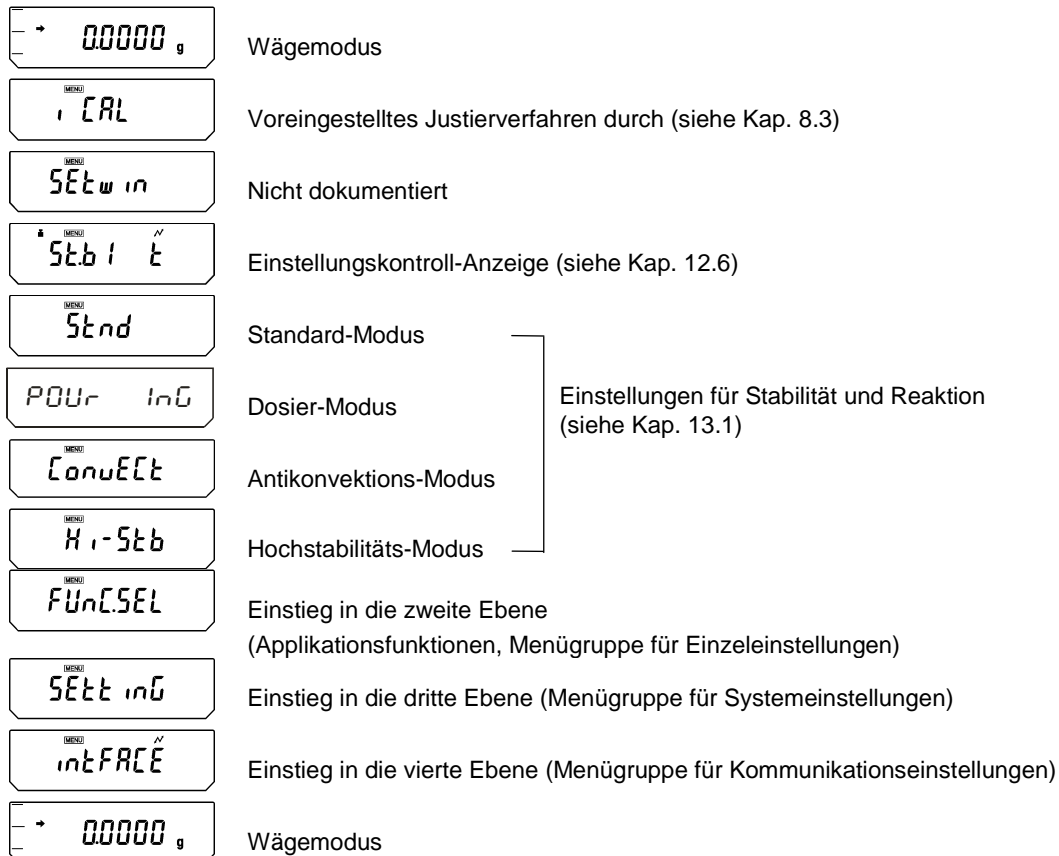 0.0000 g
Wägemodus
MENU
i CAL
Voreingestelltes Justierverfahren durch (siehe Kap. 8.3)
MENU
SEtwin
Nicht dokumentiert
MENU
St.b1 t
Einstellungskontroll-Anzeige (siehe Kap. 12.6)
MENU
Stnd
Standard-Modus
POUr InG
Dosier-Modus
Einstellungen für Stabilität und Reaktion
(siehe Kap. 13.1)
MENU
ConvECt
Antikonvektions-Modus
MENU
Hi-Stb
Hochstabilitäts-Modus
MENU
FUnC.SEL
Einstieg in die zweite Ebene
(Applikationsfunktionen, Menügruppe für Einzeleinstellungen)
MENU
SEttinG
Einstieg in die dritte Ebene (Menügruppe für Systemeinstellungen)
MENU
intFACE
Einstieg in die vierte Ebene (Menügruppe für Kommunikationseinstellungen)
0.0000 g
Wägemodus